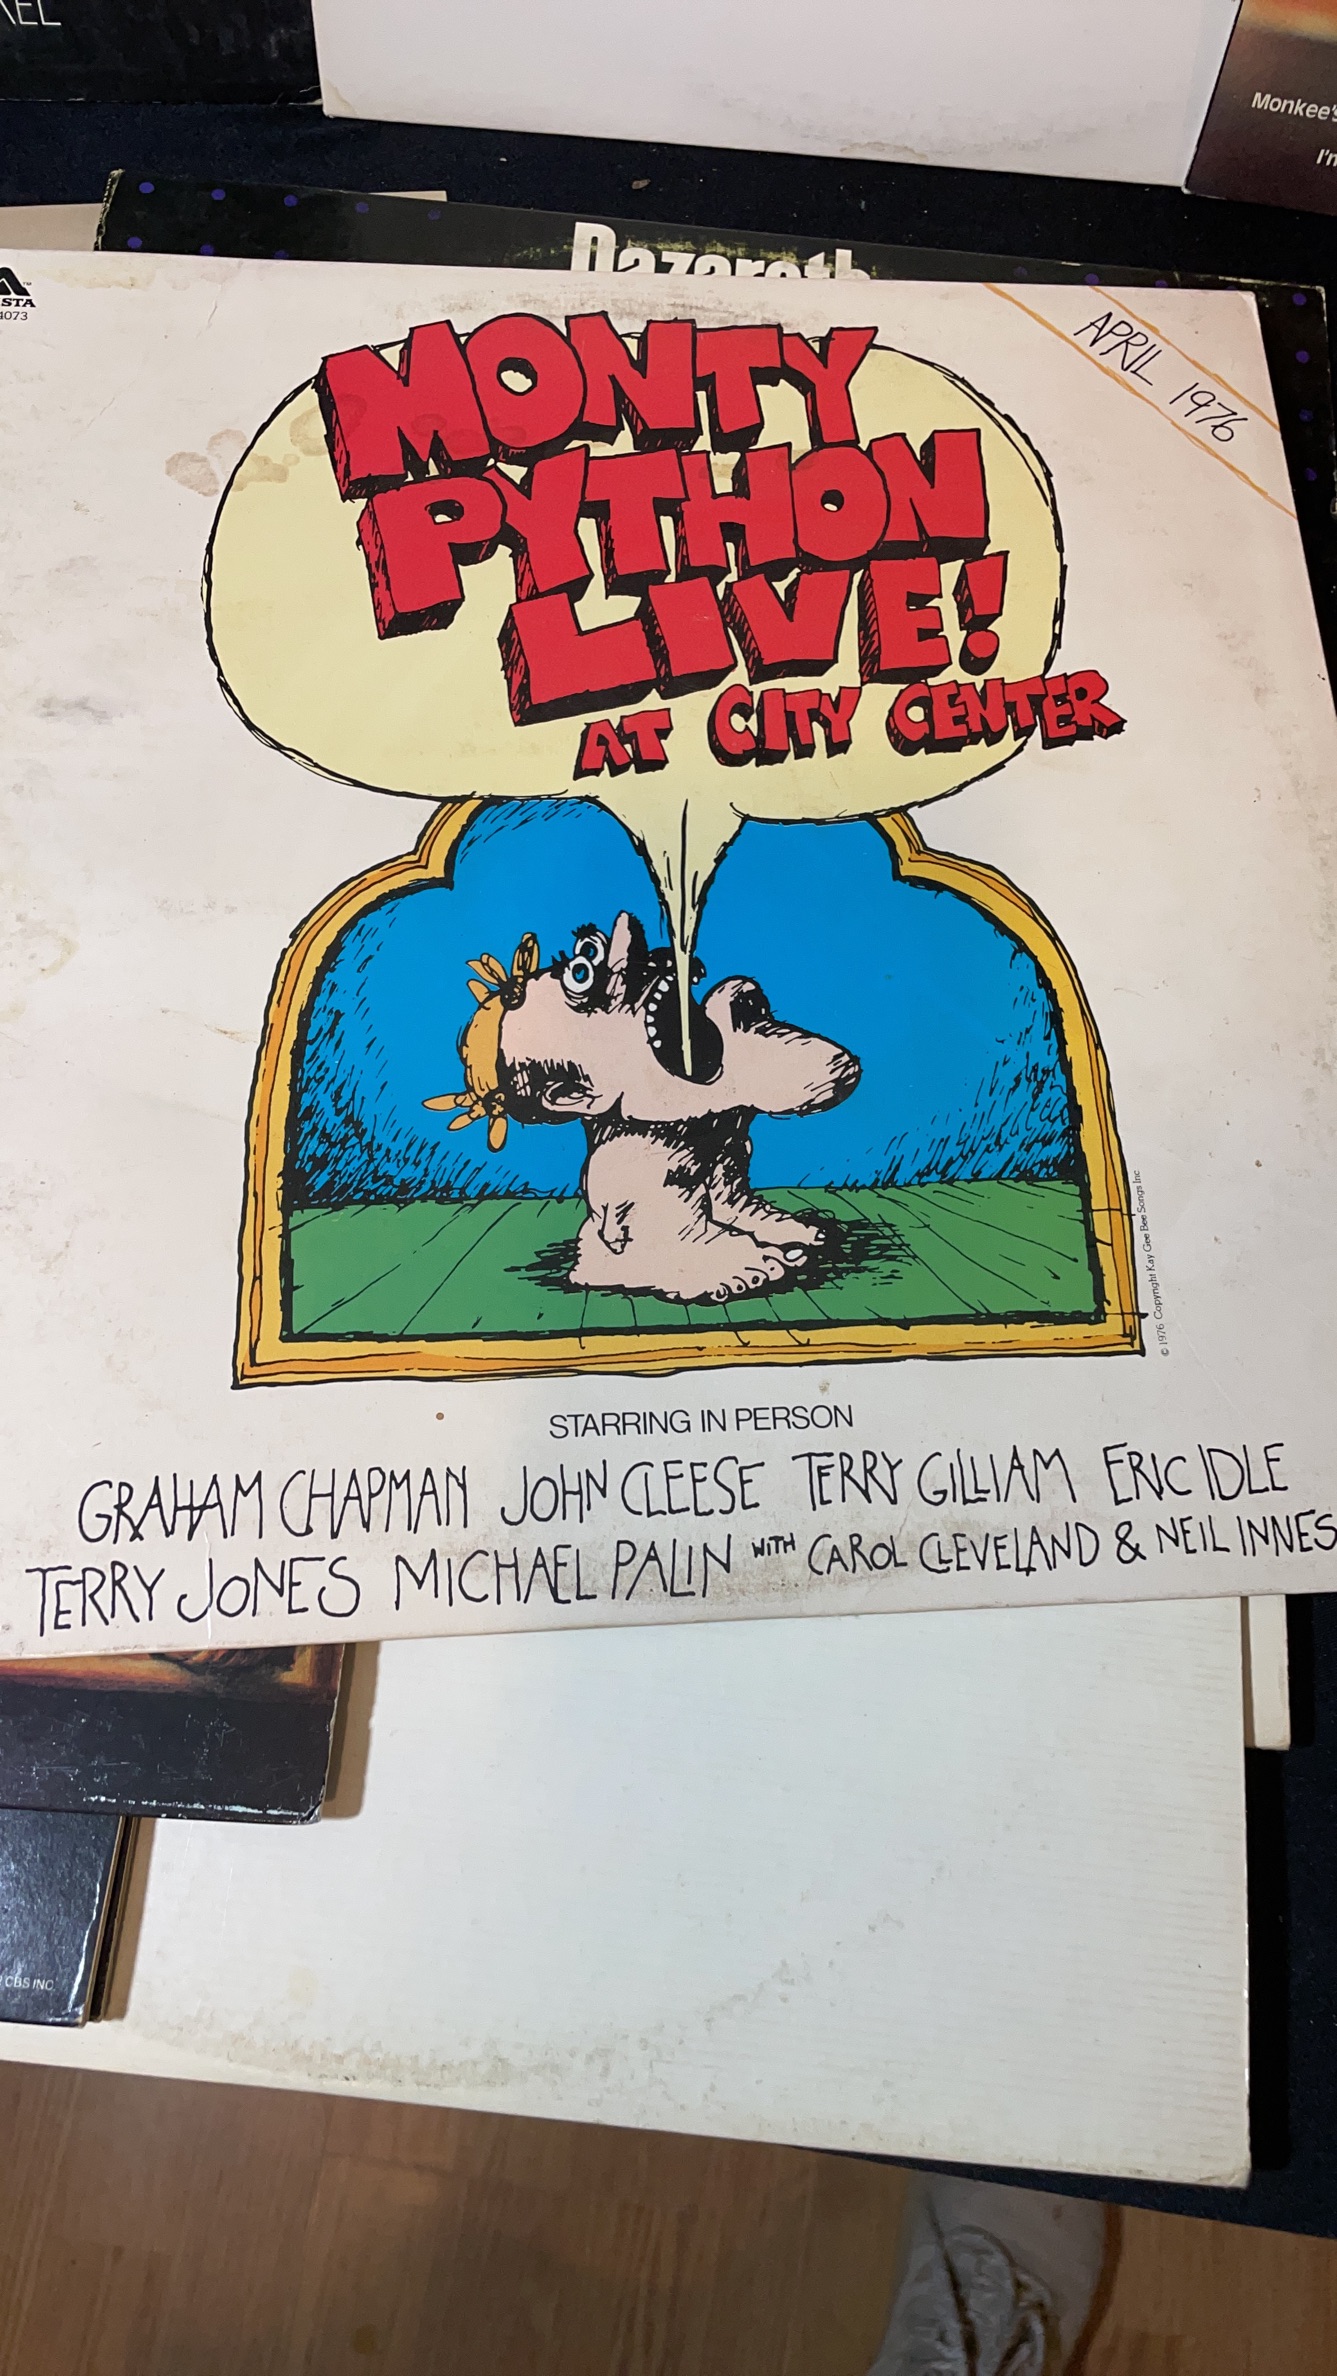 Monkee's
I'm
Nazareth
STA
4073
APRIL 1976
MONTY
PYTHON
LIVE!
AT CITY CENTER
© 1976 Copyright Kay Gee Bee Songs Inc
STARRING IN PERSON
GRAHAM CHAPMAN JOHN CLEESE TERRY GILLIAM ERIC IDLE
TERRY JONES MICHAEL PALIN WITH CAROL CLEVELAND & NEIL INNES
CBS INC.